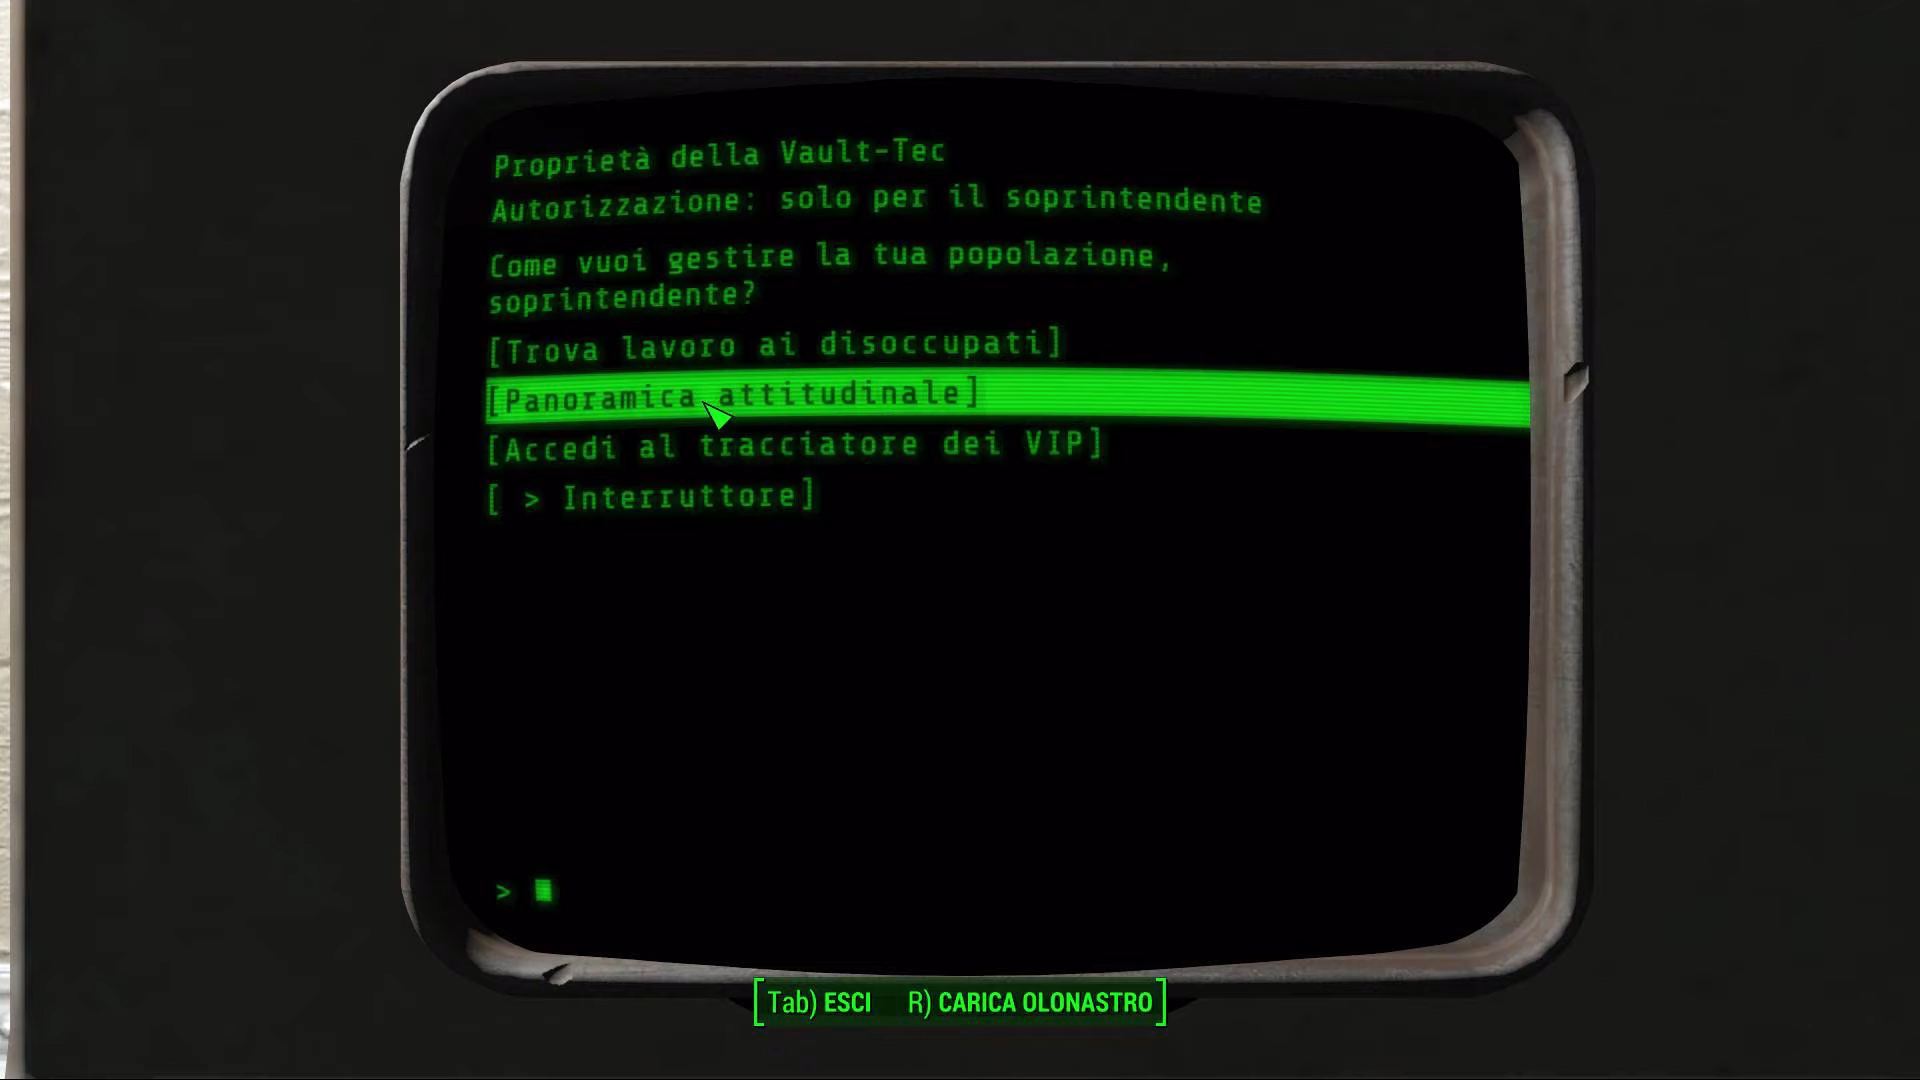 Proprietà della Vault-Tec
Autorizzazione: solo per il soprintendente
Come vuoi gestire la tua popolazione,
soprintendente?
[Trova lavoro ai disoccupati]
[Panoramica attitudinale]
[Accedi al tracciatore dei VIP]
[ > Interruttore]
>
[Tab) ESCI R) CARICA OLONASTRO]